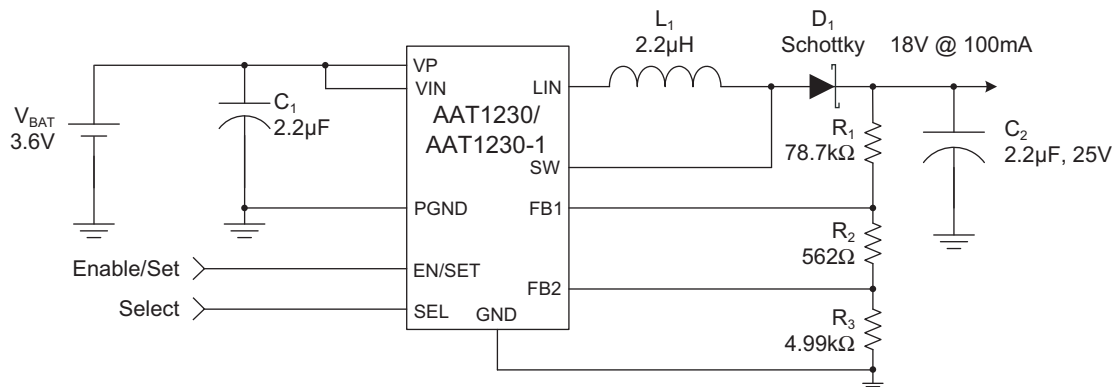 L₁
2.2μH
D₁
Schottky
18V @ 100mA
VP
VIN
LIN
C₁
2.2μF
V_BAT
3.6V
AAT1230/
AAT1230-1
R₁
78.7kΩ
C₂
2.2μF, 25V
SW
PGND
FB1
R₂
562Ω
Enable/Set
EN/SET
FB2
Select
SEL
GND
R₃
4.99kΩ